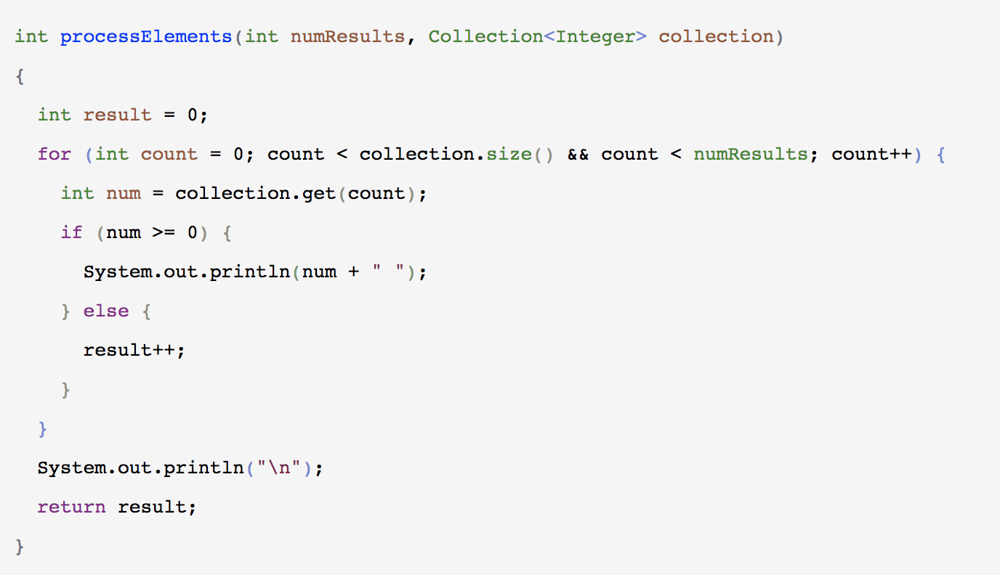 int processElements(int numResults, Collection<Integer> collection)
{
  int result = 0;
  for (int count = 0; count < collection.size() && count < numResults; count++) {
    int num = collection.get(count);
    if (num >= 0) {
      System.out.println(num + " ");
    } else {
      result++;
    }
  }
  System.out.println("\n");
  return result;
}